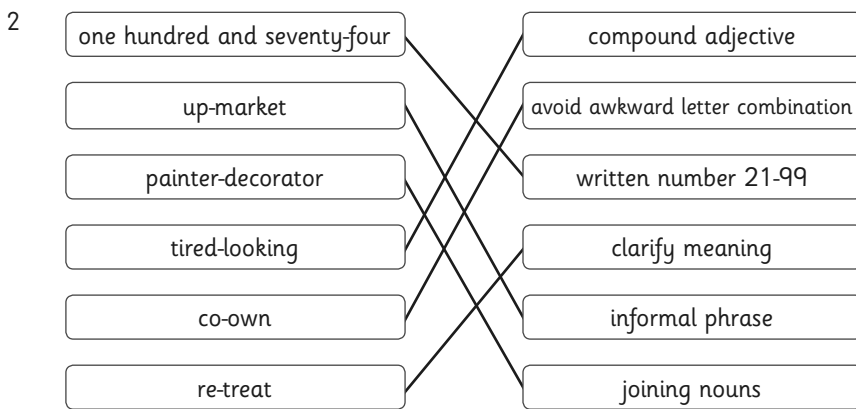 2
one hundred and seventy-four
compound adjective
up-market
avoid awkward letter combination
painter-decorator
written number 21-99
tired-looking
clarify meaning
co-own
informal phrase
re-treat
joining nouns